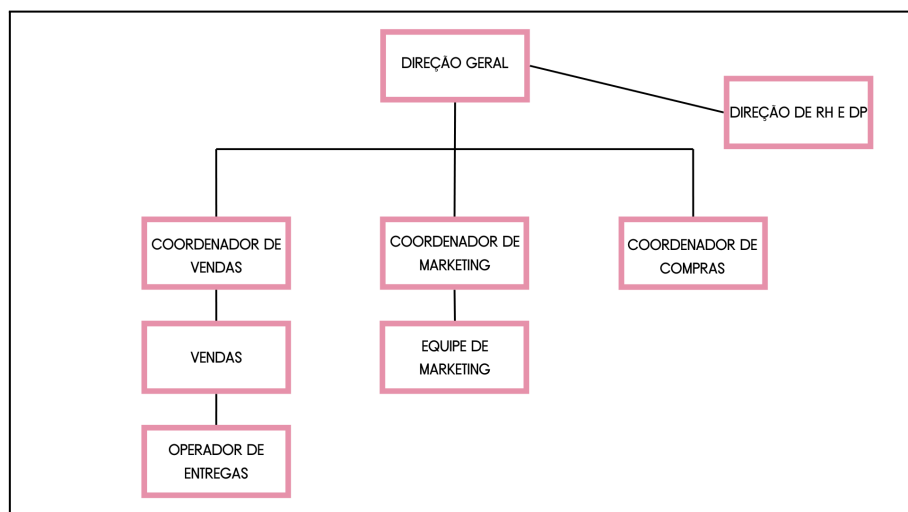 DIREÇÃO GERAL
DIREÇÃO DE RH E DP
COORDENADOR DE
VENDAS
COORDENADOR DE
MARKETING
COORDENADOR DE
COMPRAS
VENDAS
EQUIPE DE
MARKETING
OPERADOR DE
ENTREGAS